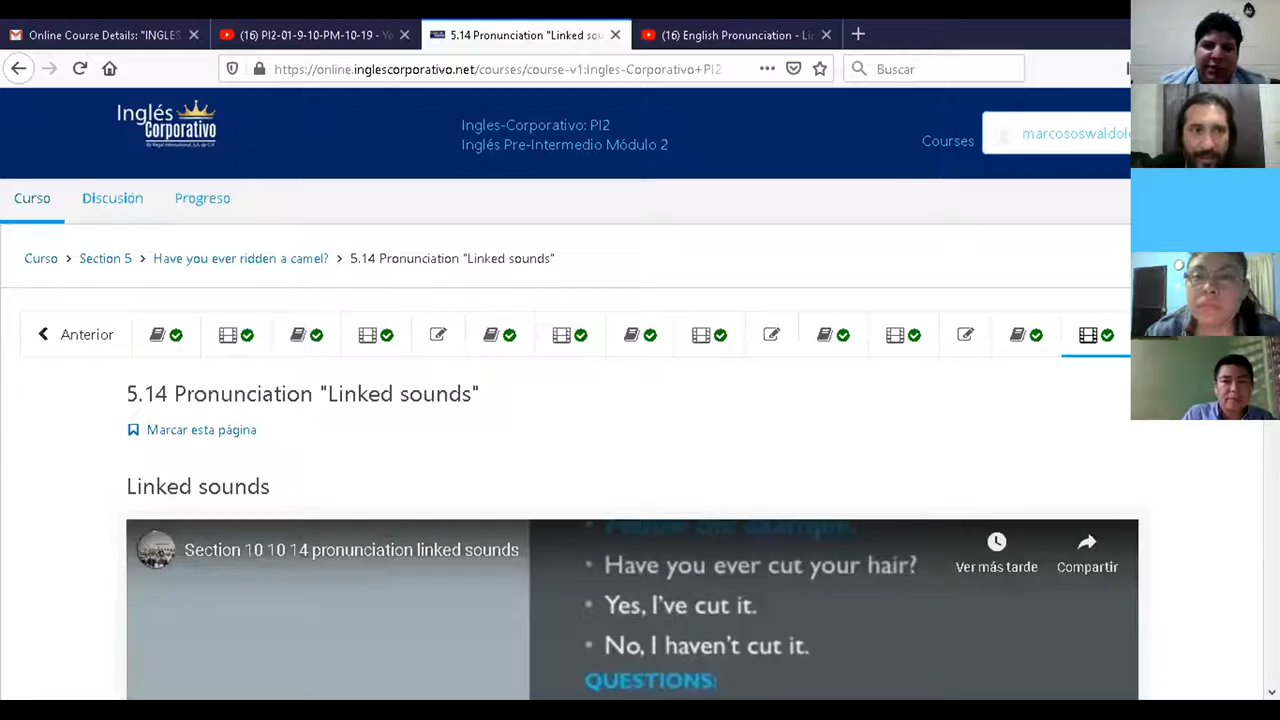 Online Course Details: "INGLES
(16) PI2-01-9-10-PM-10-19 - Yo
5.14 Pronunciation "Linked sou
(16) English Pronunciation - Lin
https://online.inglescorporativo.net/courses/course-v1:Ingles-Corporativo+PI2
Buscar
Inglés
Corporativo
Ingles-Corporativo: PI2
Inglés Pre-Intermedio Módulo 2
Courses
marcososwaldol
Curso
Discusión
Progreso
Curso > Section 5 > Have you ever ridden a camel? > 5.14 Pronunciation "Linked sounds"
Anterior
5.14 Pronunciation "Linked sounds"
Marcar esta página
Linked sounds
Section 10 10 14 pronunciation linked sounds
Ver más tarde
Compartir
• Have you ever cut your hair?
• Yes, I've cut it.
• No, I haven't cut it.
QUESTIONS: